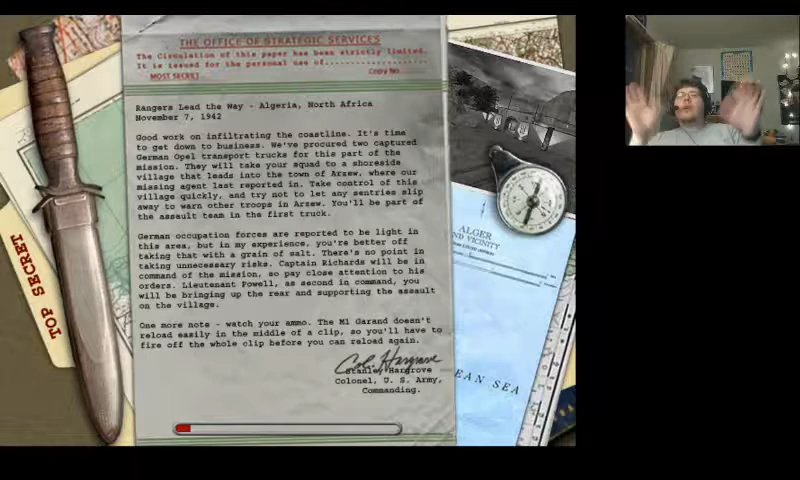 THE OFFICE OF STRATEGIC SERVICES
The Circulation of this paper has been strictly limited.
It is issued for the personal use of
MOST SECRET
Copy No.
Rangers Lead the Way - Algeria, North Africa
November 7, 1942
Good work on infiltrating the coastline. It's time
to get down to business. We've procured two captured
German Opel transport trucks for this part of the
mission. They will take your squad to a shoreside
village that leads into the town of Arzew, where our
missing agent last reported in. Take control of this
village quickly, and try not to let any sentries slip
away to warn other troops in Arzew. You'll be part of
the assault team in the first truck.
German occupation forces are reported to be light in
this area, but in my experience, you're better off
taking that with a grain of salt. There's no point in
taking unnecessary risks. Captain Richards will be in
command of the mission, so pay close attention to his
orders. Lieutenant Powell, as second in command, you
will be bringing up the rear and supporting the assault
on the village.
One more note - watch your ammo. The M1 Garand doesn't
reload easily in the middle of a clip, so you'll have to
fire off the whole clip before you can reload again.
Col. Hargrove
Stanley Hargrove
Colonel, U. S. Army,
Commanding.
TOP SECRET
ALGER
ND VICINITY
EAN SEA